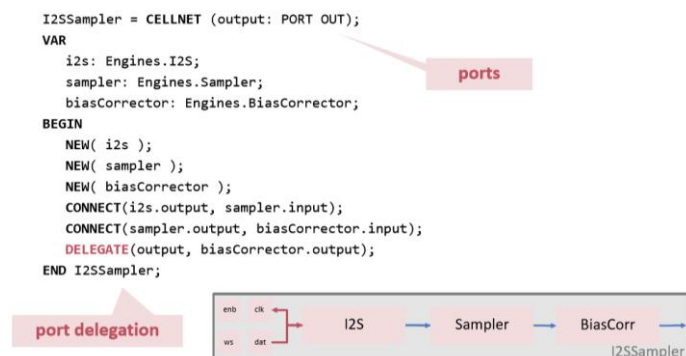 I2SSampler = CELLNET (output: PORT OUT);
VAR
i2s: Engines.I2S;
sampler: Engines.Sampler;
biasCorrector: Engines.BiasCorrector;
ports
BEGIN
NEW( i2s );
NEW( sampler );
NEW( biasCorrector );
CONNECT(i2s.output, sampler.input);
CONNECT(sampler.output, biasCorrector.input);
DELEGATE(output, biasCorrector.output);
END I2SSampler;
port delegation
enb clk
I2S Sampler BiasCorr
ws dat
I2SSampler